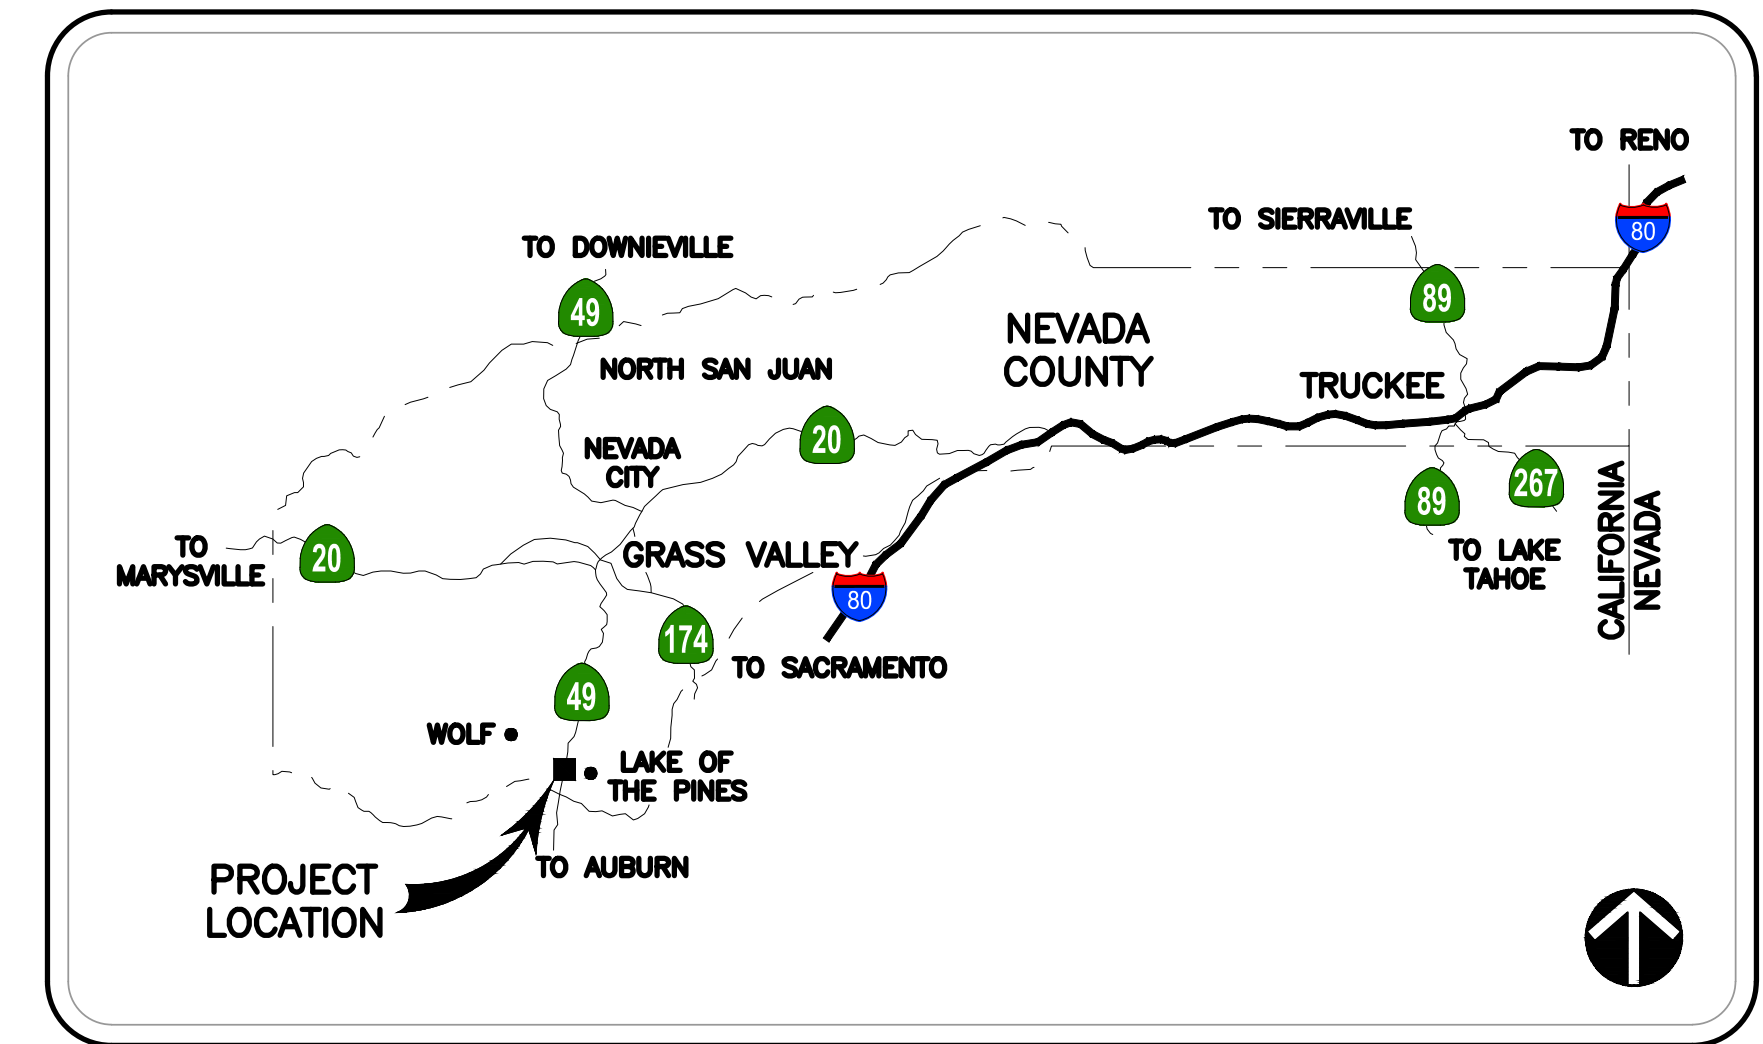 TO RENO
TO SIERRAVILLE
80
TO DOWNIEVILLE
89
49
NEVADA
COUNTY
NORTH SAN JUAN
TRUCKEE
20
NEVADA
CITY
89
267
CALIFORNIA
NEVADA
TO
MARYSVILLE
20
GRASS VALLEY
TO LAKE
TAHOE
80
174
TO SACRAMENTO
49
WOLF
LAKE OF
THE PINES
TO AUBURN
PROJECT
LOCATION